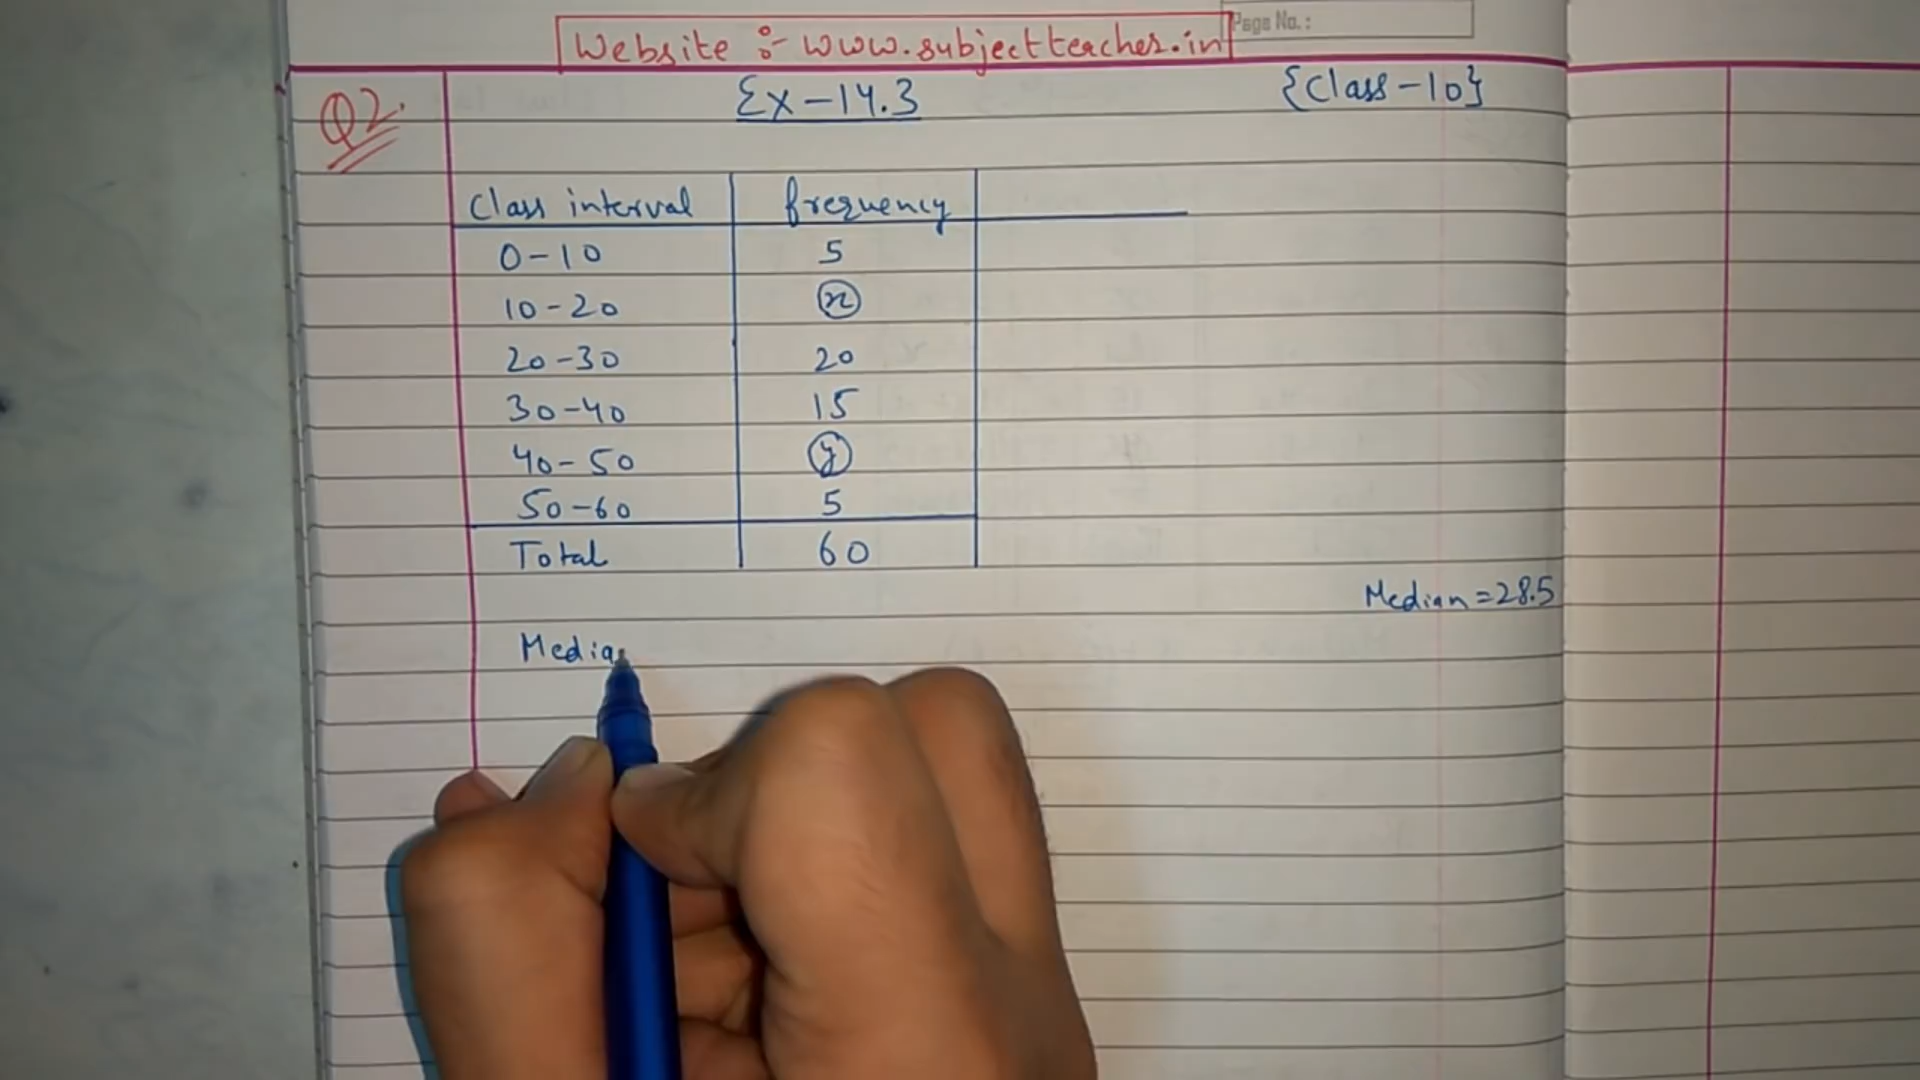 Page No.:
Website :- www.subjectteacher.in
Q2.
Ex-14.3
{Class-10}
Class interval frequency
0-10 5
10-20 x
20-30 20
30-40 15
40-50 y
50-60 5
Total 60
Median = 28.5
Media